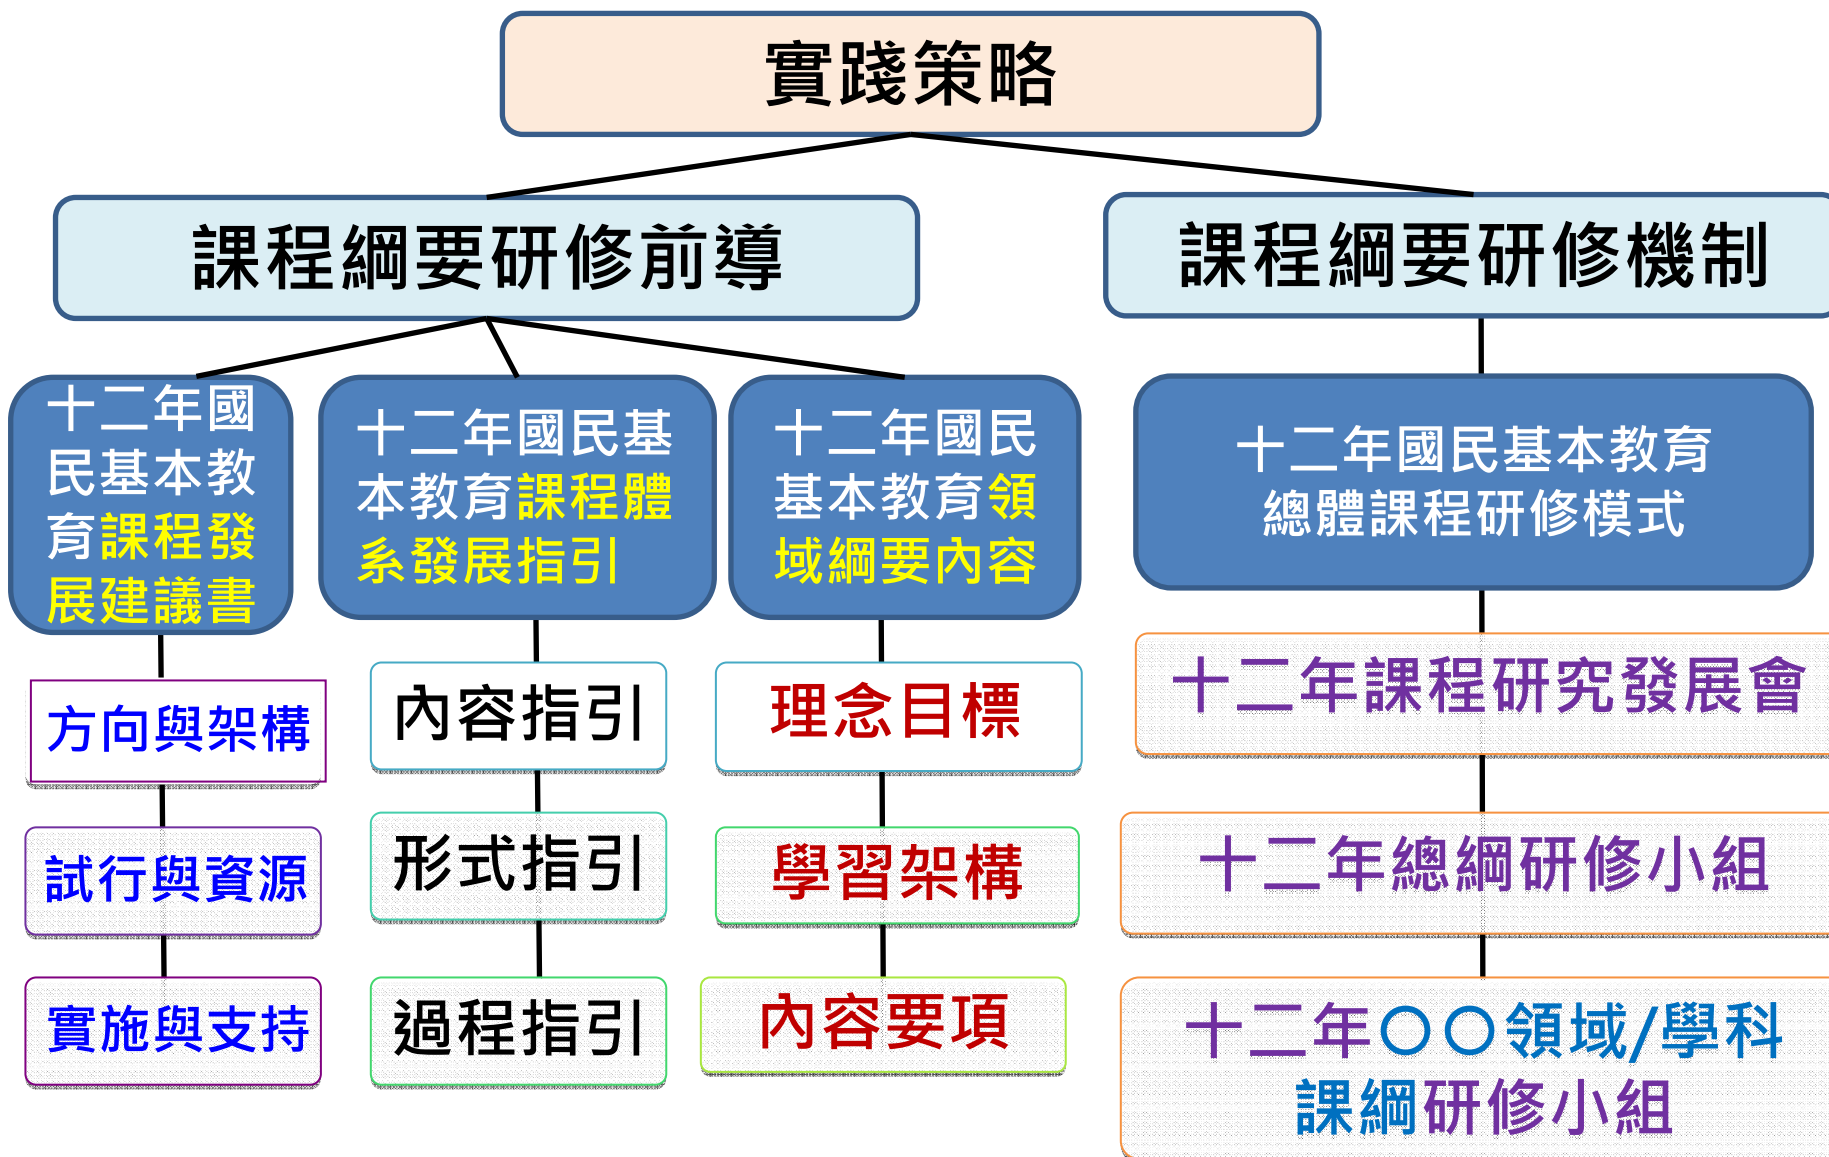 實踐策略
課程綱要研修前導
課程綱要研修機制
十二年國
民基本教
育課程發
展建議書
十二年國民基
本教育課程體
系發展指引
十二年國民
基本教育領
域綱要內容
十二年國民基本教育
總體課程研修模式
方向與架構
試行與資源
實施與支持
內容指引
形式指引
過程指引
理念目標
學習架構
內容要項
十二年課程研究發展會
十二年總綱研修小組
十二年〇〇領域/學科
課綱研修小組